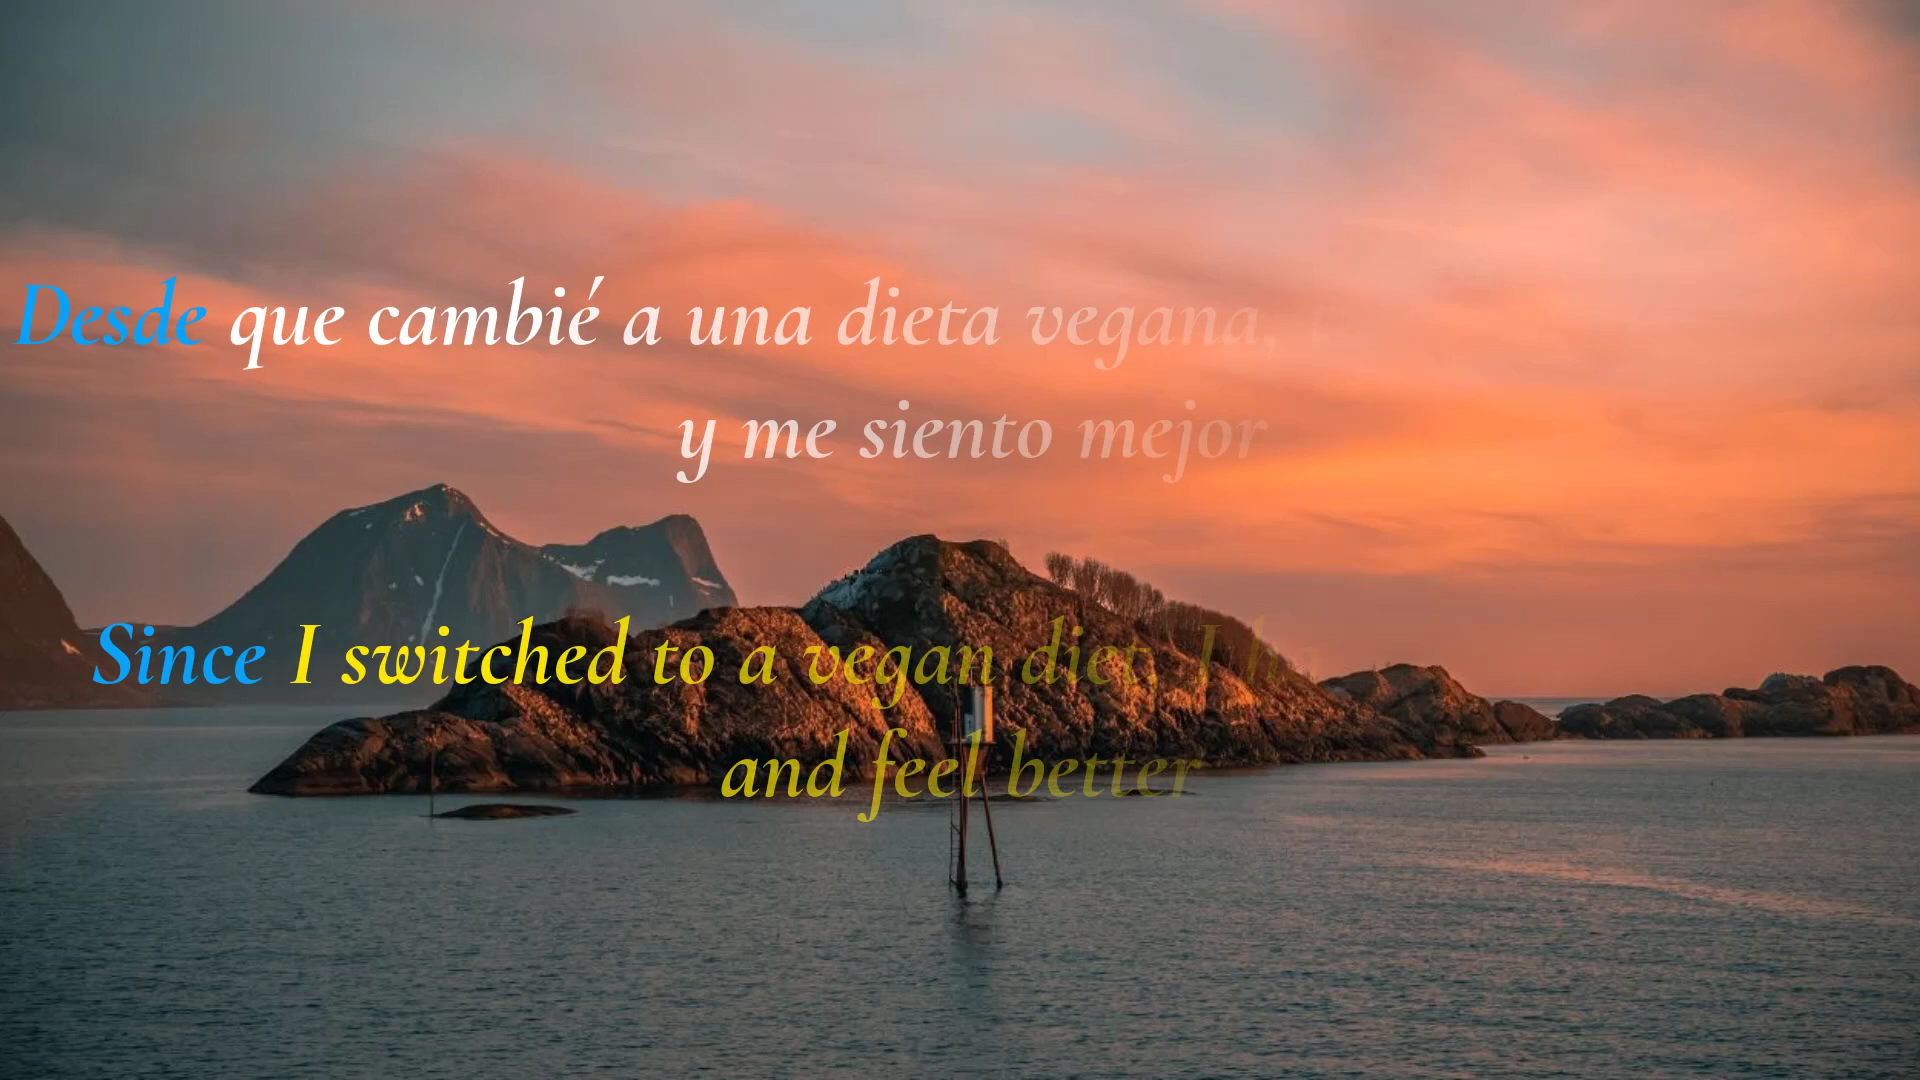 Desde que cambié a una dieta vegana,
y me siento mejor
Since I switched to a vegan diet, I
and feel better